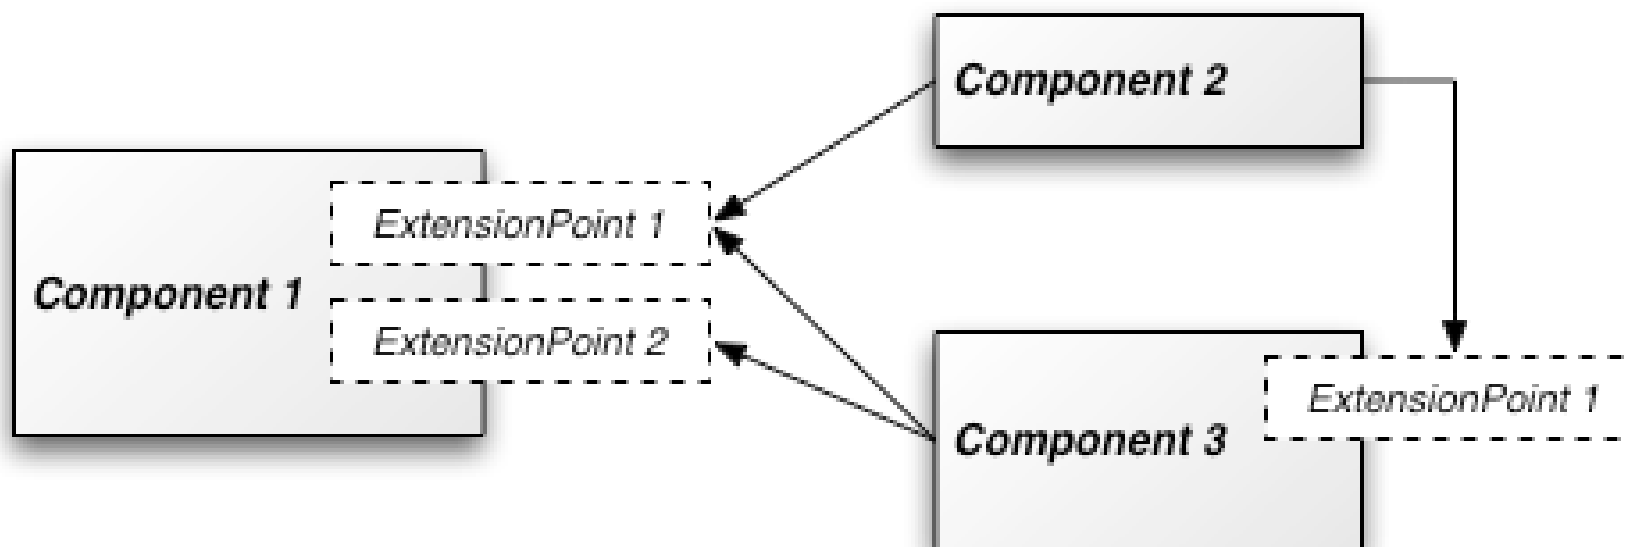 Component 2
ExtensionPoint 1
Component 1
ExtensionPoint 2
ExtensionPoint 1
Component 3